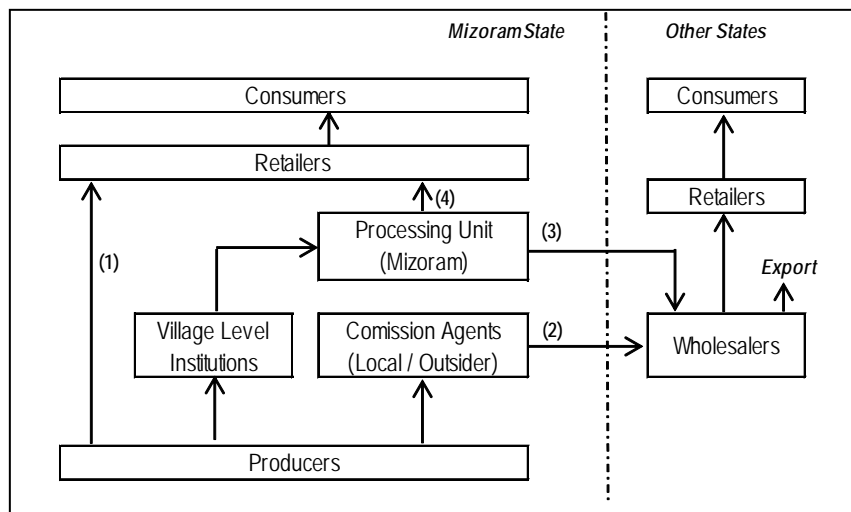 Mizoram State
Other States
Consumers
Consumers
Retailers
Retailers
(4)
Processing Unit
(Mizoram)
(3)
(1)
Export
Village Level
Institutions
Comission Agents
(Local / Outsider)
(2)
Wholesalers
Producers